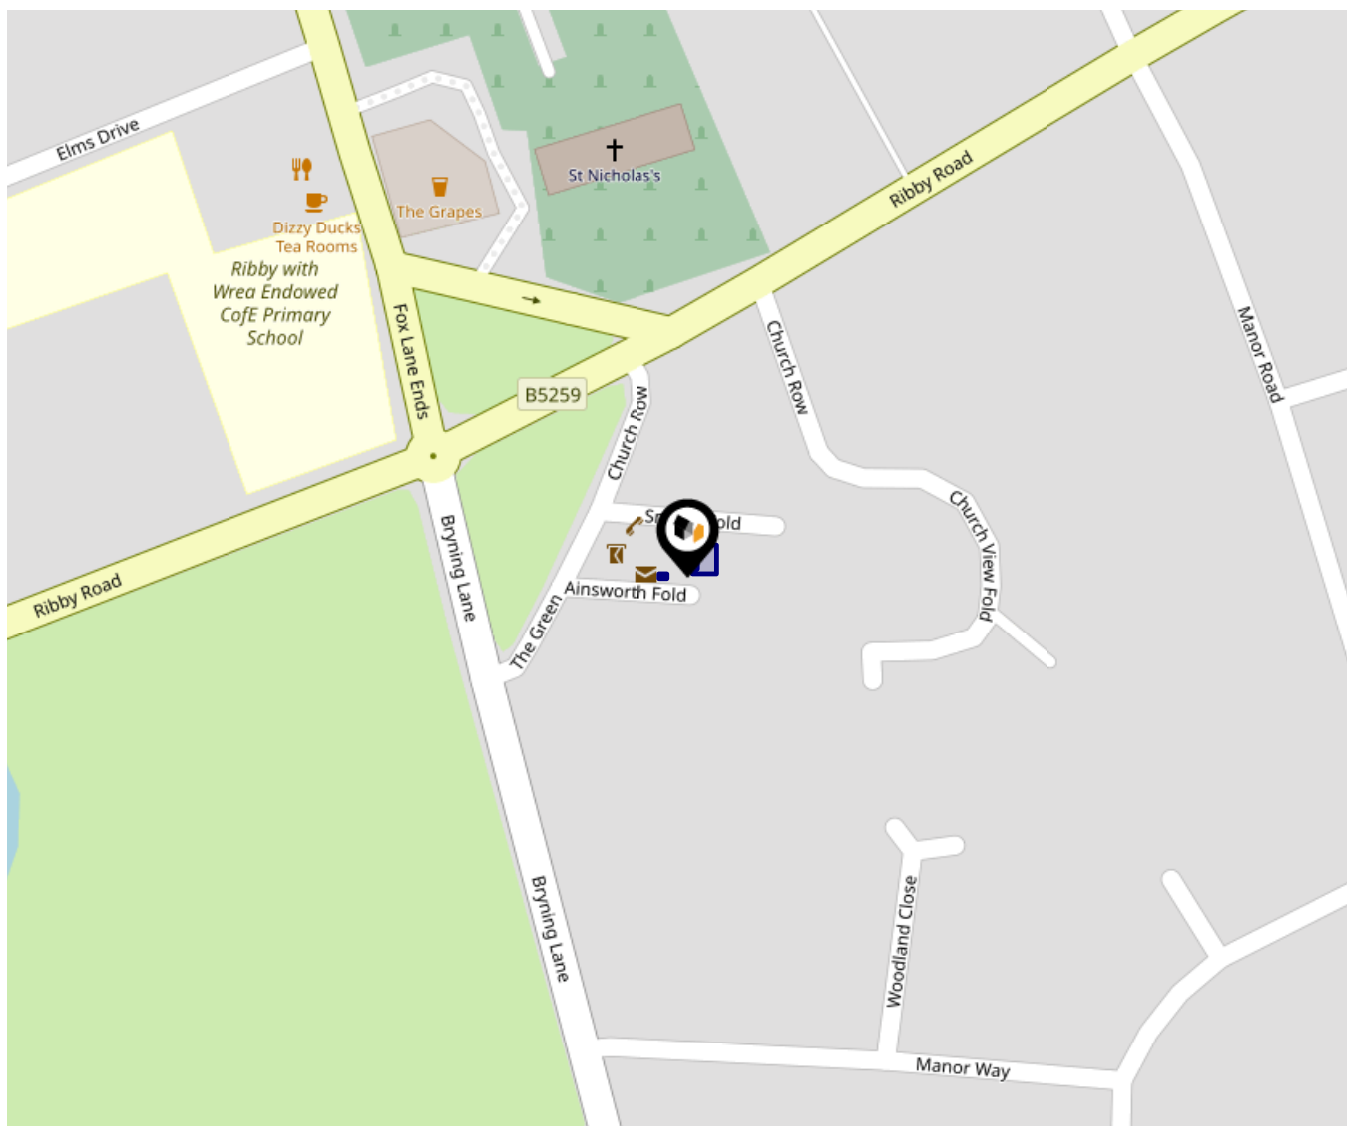 Elms Drive
St Nicholas's
Ribby Road
The Grapes
Dizzy Ducks
Tea Rooms
Ribby with
Wrea Endowed
CofE Primary
School
Fox Lane Ends
Church Row
Manor Road
B5259
Church Row
old
Church View Fold
Bryning Lane
Ribby Road
Ainsworth Fold
The Green
Bryning Lane
Woodland Close
Manor Way